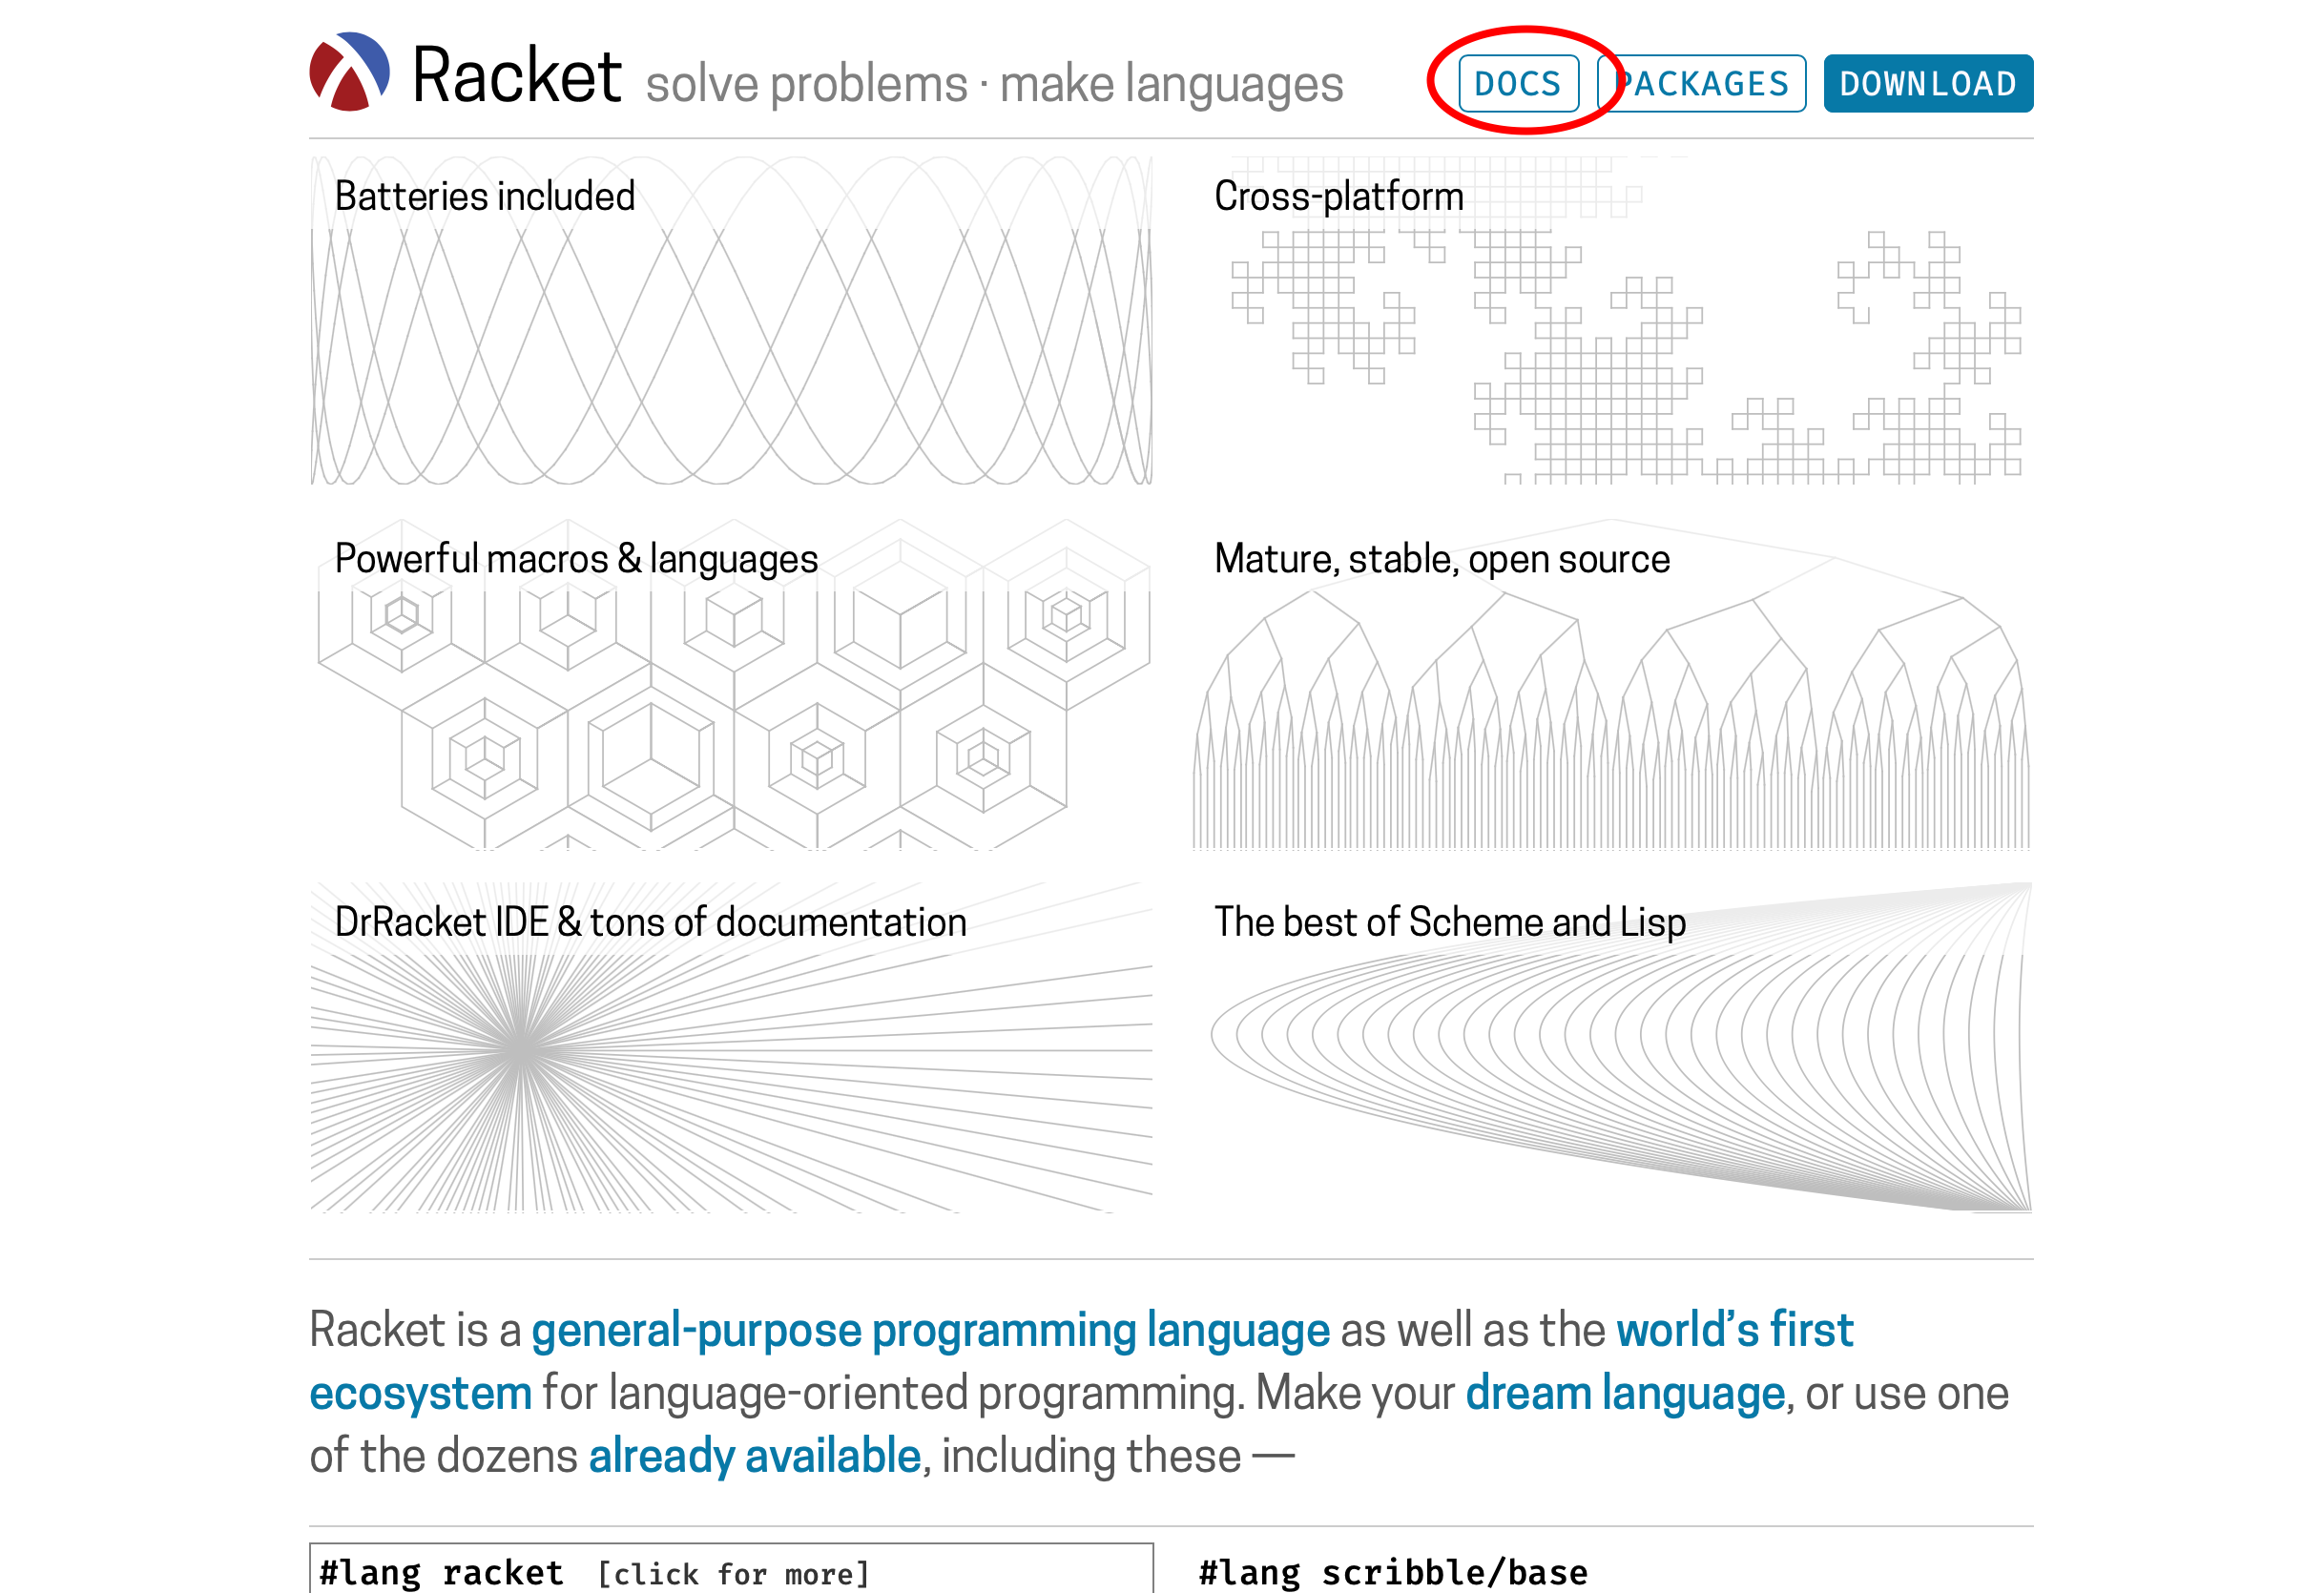 Racket solve problems · make languages DOCS PACKAGES DOWNLOAD
Batteries included
Cross-platform
Powerful macros & languages
Mature, stable, open source
DrRacket IDE & tons of documentation
The best of Scheme and Lisp
Racket is a general-purpose programming language as well as the world’s first
ecosystem for language-oriented programming. Make your dream language, or use one
of the dozens already available, including these —
#lang racket [click for more]
#lang scribble/base